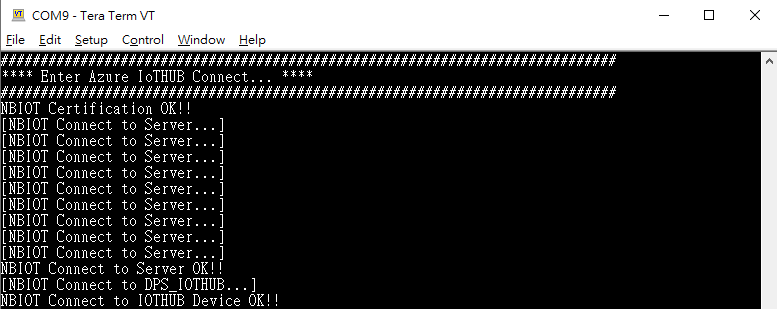 VT COM9 - Tera Term VT
File Edit Setup Control Window Help
#############################################################################
**** Enter Azure IoTHUB Connect... ****
#############################################################################
NBIOT Certification OK!!
[NBIOT Connect to Server...]
[NBIOT Connect to Server...]
[NBIOT Connect to Server...]
[NBIOT Connect to Server...]
[NBIOT Connect to Server...]
[NBIOT Connect to Server...]
[NBIOT Connect to Server...]
[NBIOT Connect to Server...]
[NBIOT Connect to Server...]
NBIOT Connect to Server OK!!
[NBIOT Connect to DPS_IOTHUB...]
NBIOT Connect to IOTHUB Device OK!!